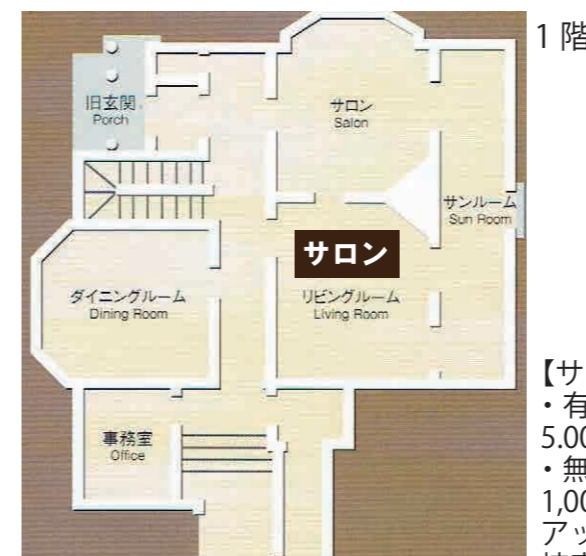 1 階
旧玄関
Porch
サロン
Salon
サンルーム
Sun Room
サロン
リビングルーム
Living Room
ダイニングルーム
Dining Room
事務室
Office
【サ
・有
5.00
・無
1,00
アッ